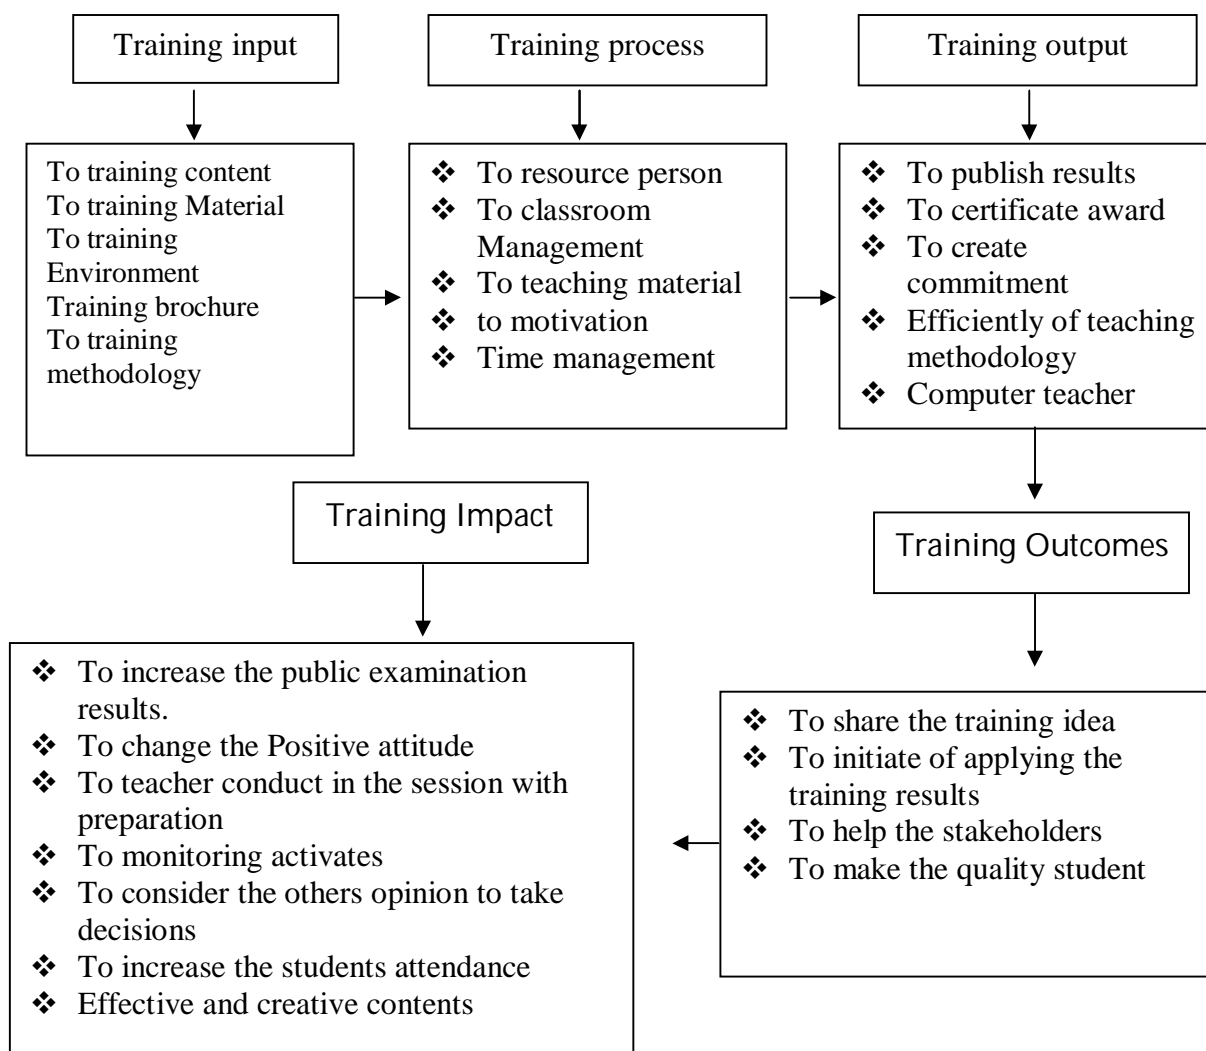 Training input
Training process
Training output
To training content
To training Material
To training
Environment
Training brochure
To training
methodology
❖ To resource person
❖ To classroom
Management
❖ To teaching material
❖ to motivation
❖ Time management
❖ To publish results
❖ To certificate award
❖ To create
commitment
❖ Efficiently of teaching
methodology
❖ Computer teacher
Training Impact
Training Outcomes
❖ To increase the public examination
results.
❖ To change the Positive attitude
❖ To teacher conduct in the session with
preparation
❖ To monitoring activates
❖ To consider the others opinion to take
decisions
❖ To increase the students attendance
❖ Effective and creative contents
❖ To share the training idea
❖ To initiate of applying the
training results
❖ To help the stakeholders
❖ To make the quality student